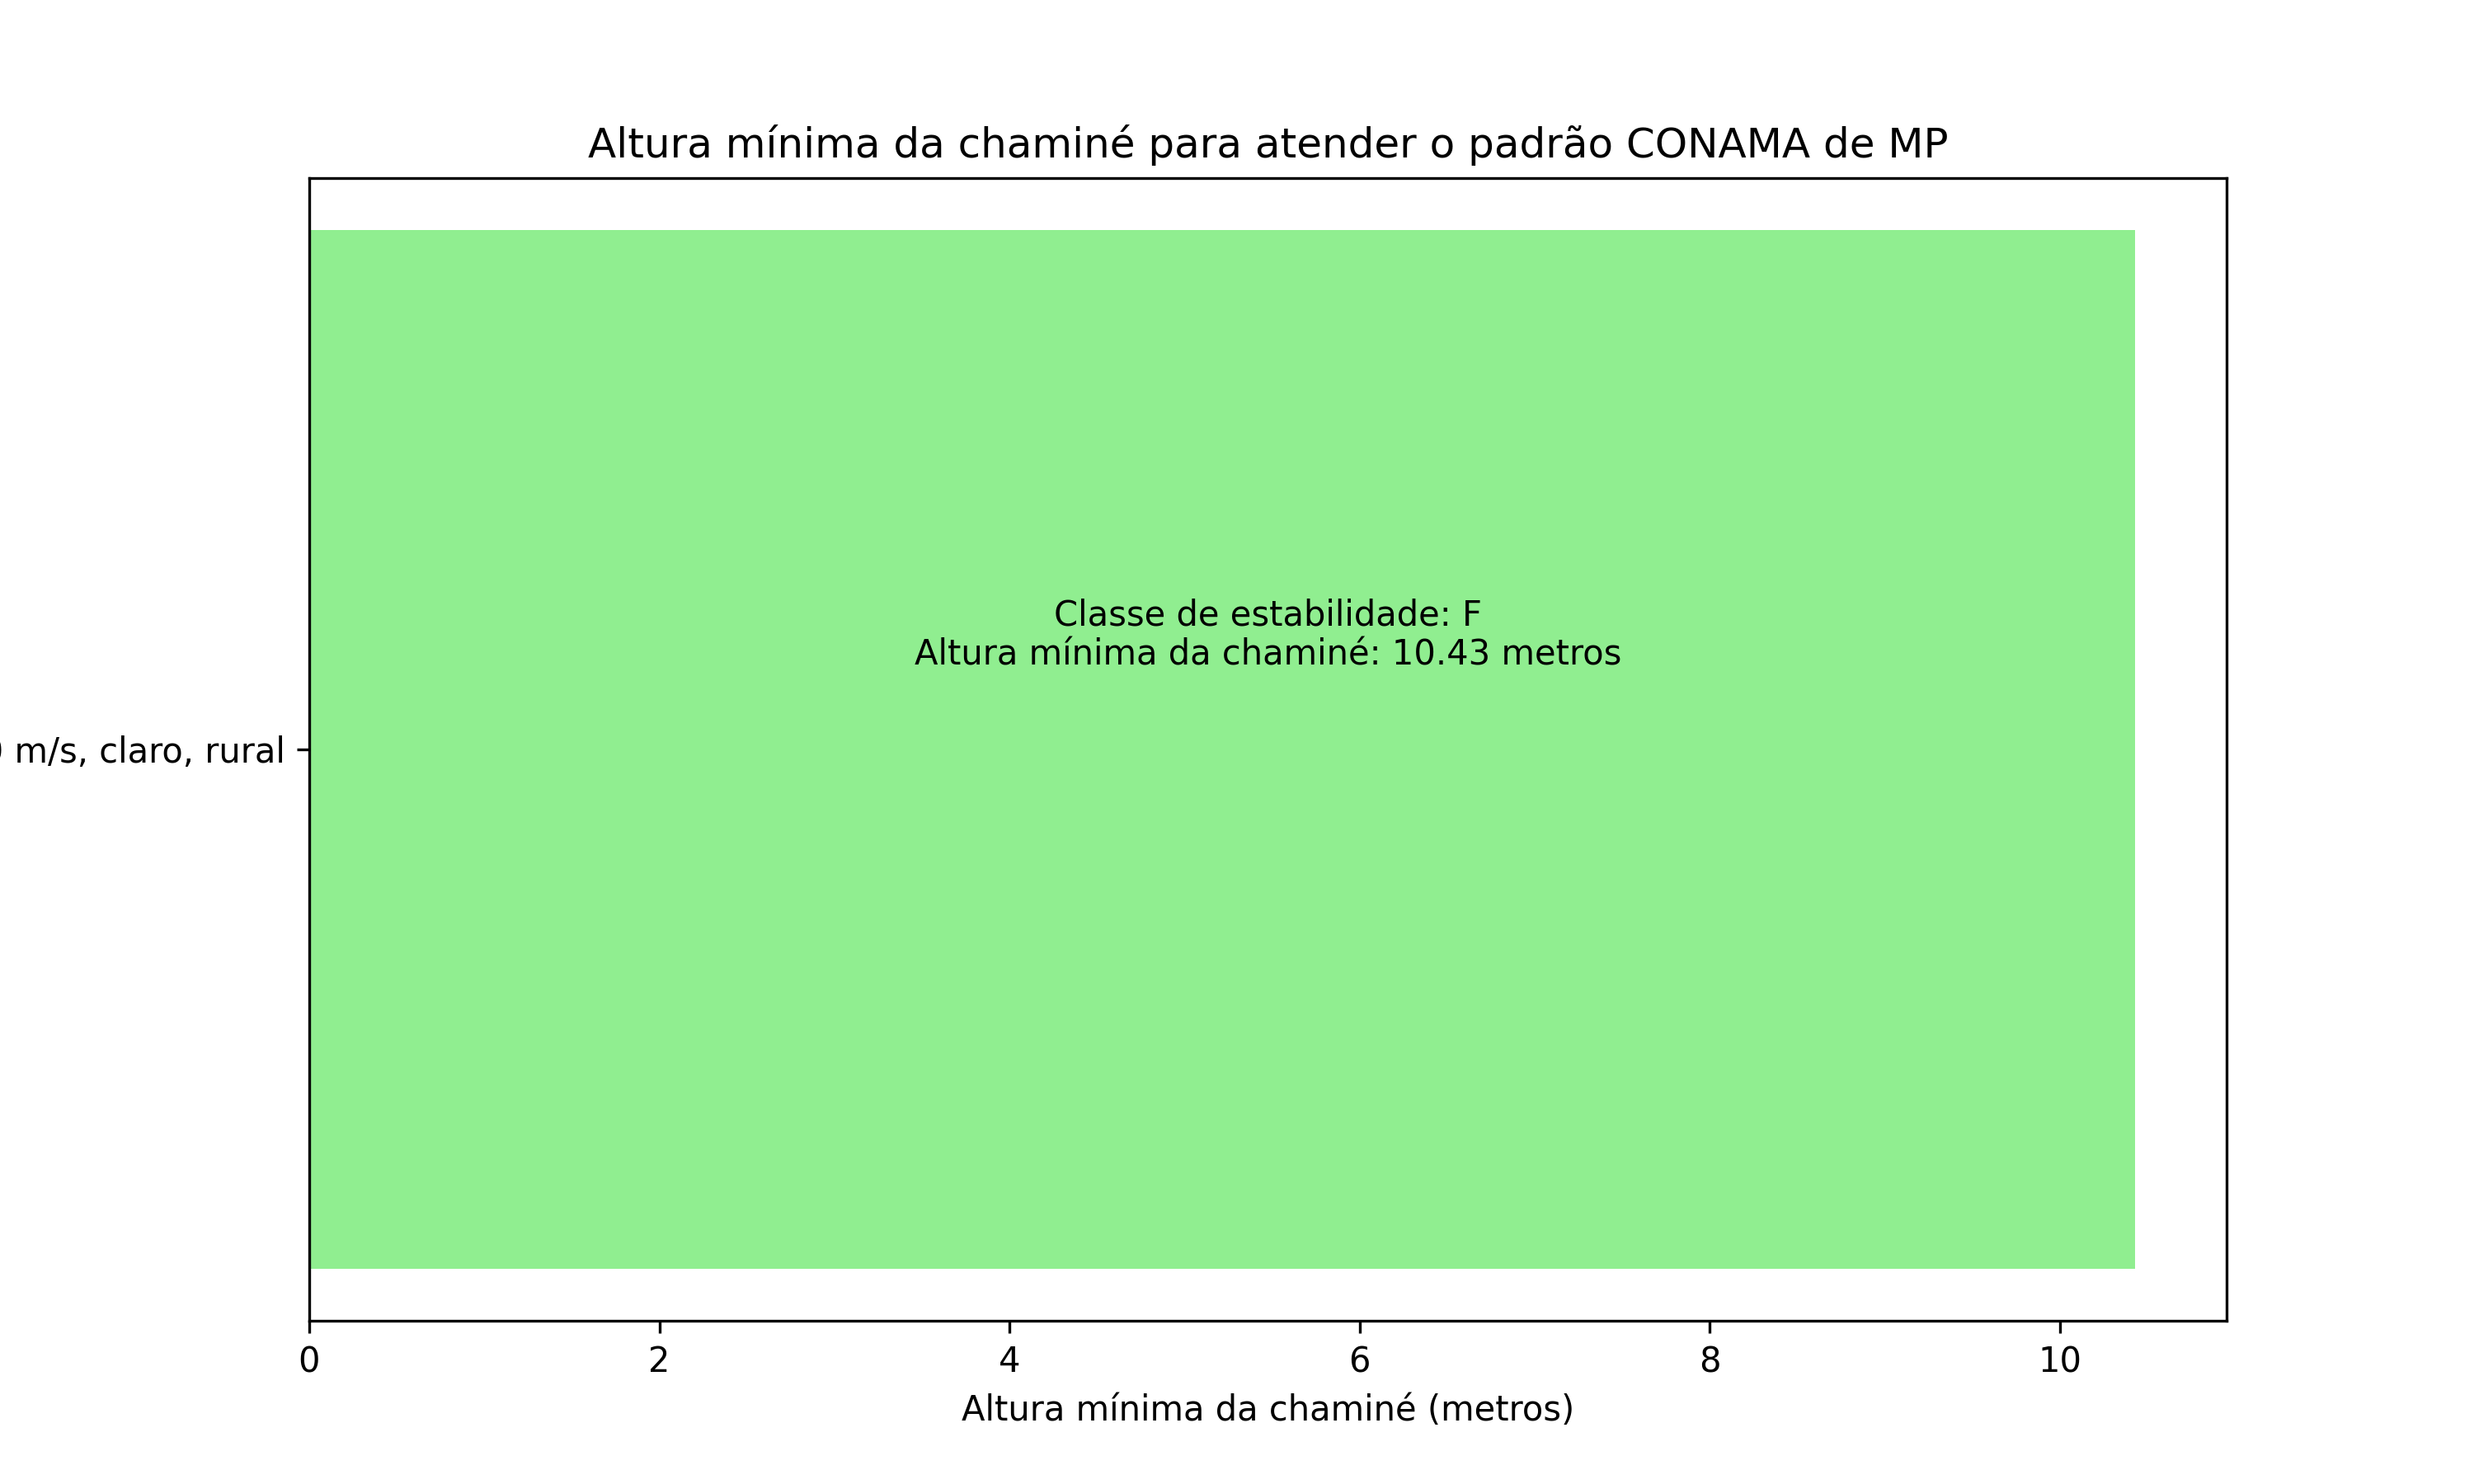 Altura mínima da chaminé para atender o padrão CONAMA de MP
Classe de estabilidade: F
Altura mínima da chaminé: 10.43 metros
m/s, claro, rural
0 2 4 6 8 10
Altura mínima da chaminé (metros)